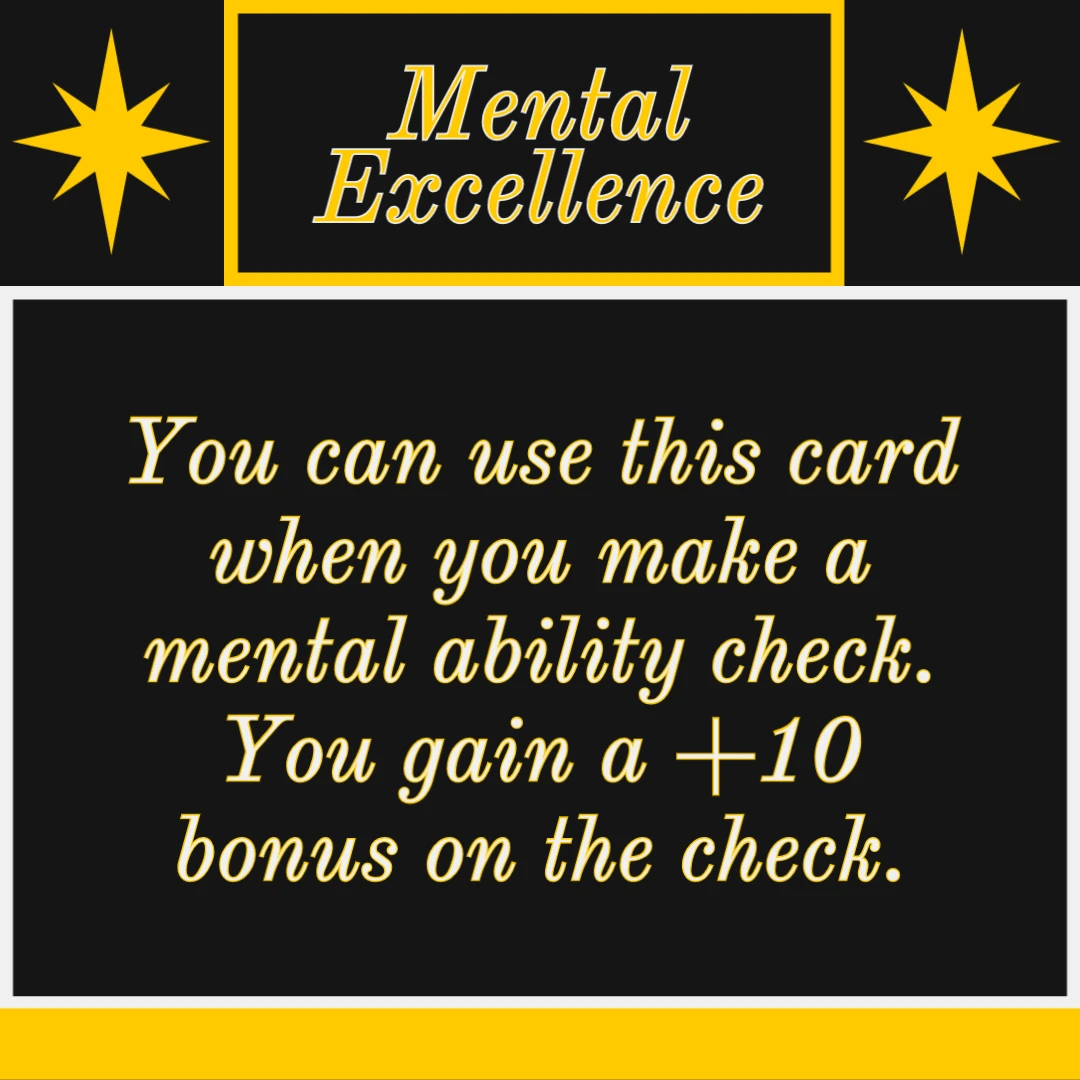 Mental
Excellence
You can use this card
when you make a
mental ability check.
You gain a +10
bonus on the check.